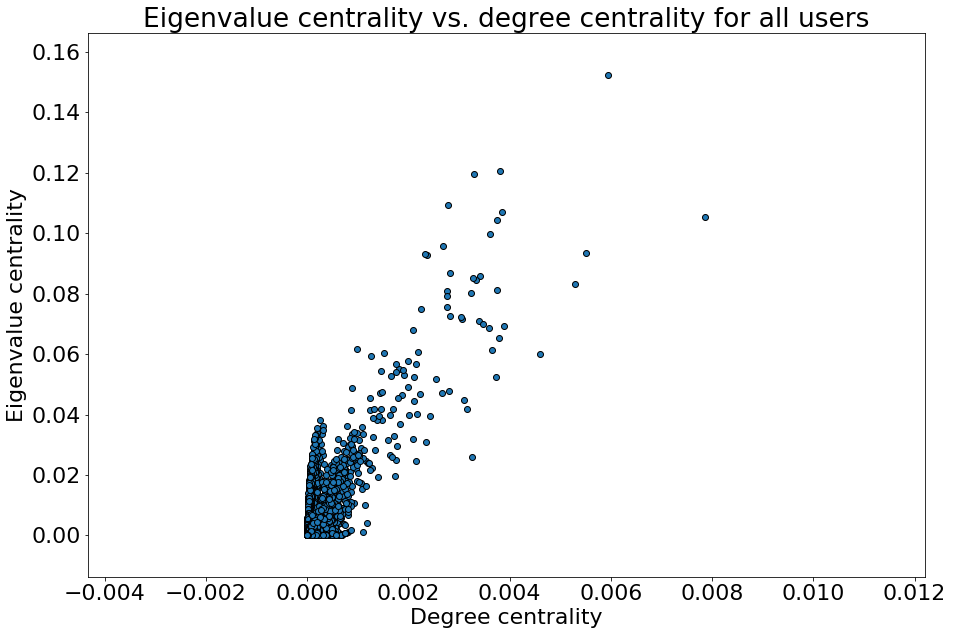 Eigenvalue centrality vs. degree centrality for all users
0.16
0.14
0.12
0.10
0.08
0.06
0.04
0.02
0.00
Eigenvalue centrality
−0.004 −0.002 0.000 0.002 0.004 0.006 0.008 0.010 0.012
Degree centrality